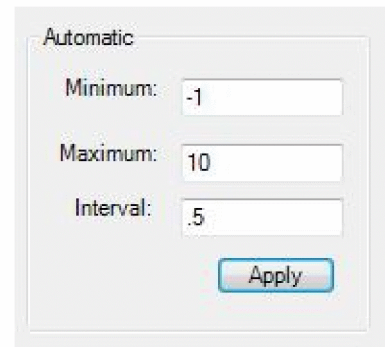 Automatic
Minimum: -1
Maximum: 10
Interval: .5
Apply